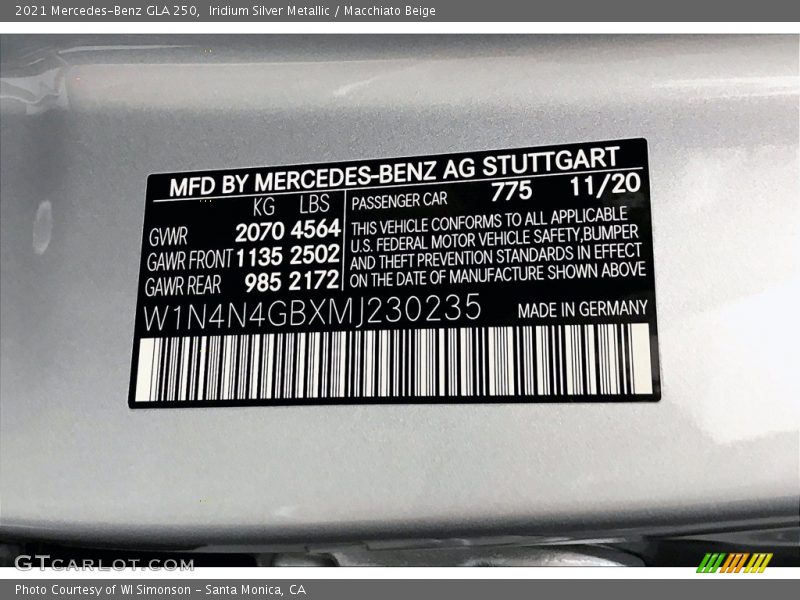 2021 Mercedes-Benz GLA 250,  Iridium Silver Metallic / Macchiato Beige
MFD BY MERCEDES-BENZ AG STUTTGART
KG LBS
GVWR 2070 4564
GAWR FRONT 1135 2502
GAWR REAR 985 2172
PASSENGER CAR 775 11/20
THIS VEHICLE CONFORMS TO ALL APPLICABLE
U.S. FEDERAL MOTOR VEHICLE SAFETY,BUMPER
AND THEFT PREVENTION STANDARDS IN EFFECT
ON THE DATE OF MANUFACTURE SHOWN ABOVE
W1N4N4GBXMJ230235 MADE IN GERMANY
GTCARLOT.COM
Photo Courtesy of WI Simonson - Santa Monica, CA